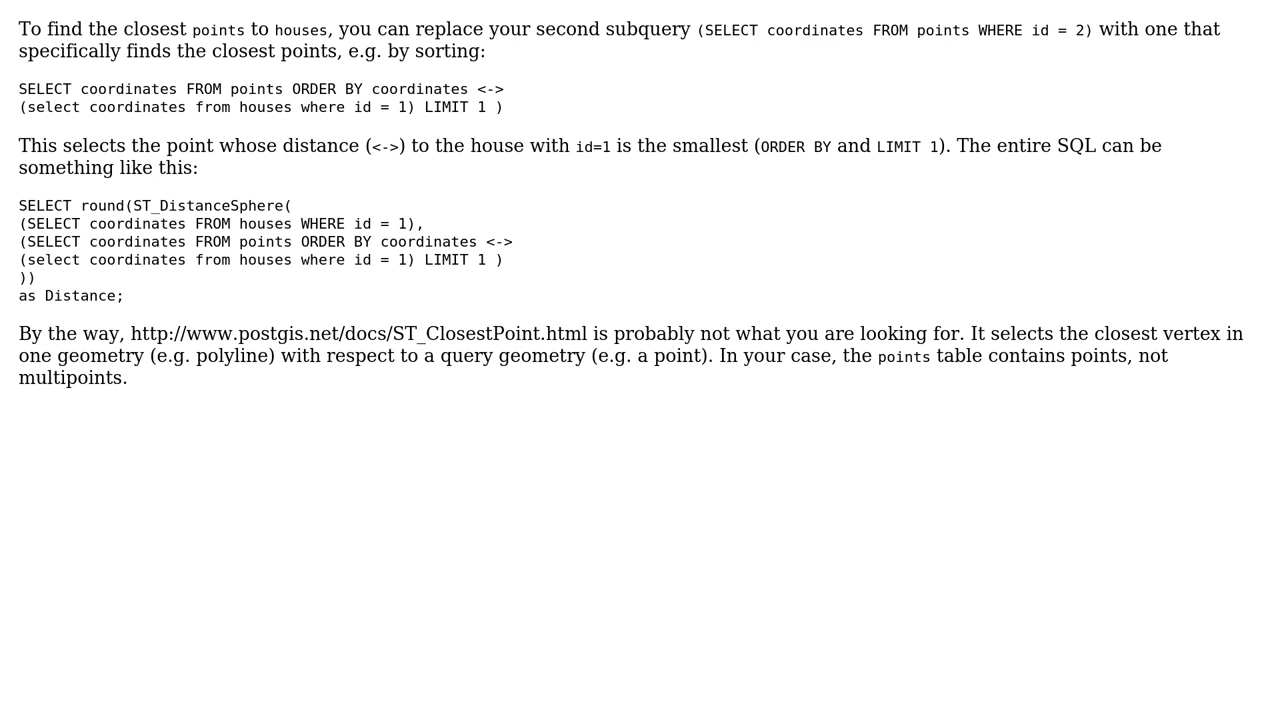 To find the closest points to houses, you can replace your second subquery (SELECT coordinates FROM points WHERE id = 2) with one that
specifically finds the closest points, e.g. by sorting:
SELECT coordinates FROM points ORDER BY coordinates <->
(select coordinates from houses where id = 1) LIMIT 1 )
This selects the point whose distance (<->) to the house with id=1 is the smallest (ORDER BY and LIMIT 1). The entire SQL can be
something like this:
SELECT round(ST_DistanceSphere(
(SELECT coordinates FROM houses WHERE id = 1),
(SELECT coordinates FROM points ORDER BY coordinates <->
(select coordinates from houses where id = 1) LIMIT 1 )
))
as Distance;
By the way, http://www.postgis.net/docs/ST_ClosestPoint.html is probably not what you are looking for. It selects the closest vertex in
one geometry (e.g. polyline) with respect to a query geometry (e.g. a point). In your case, the points table contains points, not
multipoints.